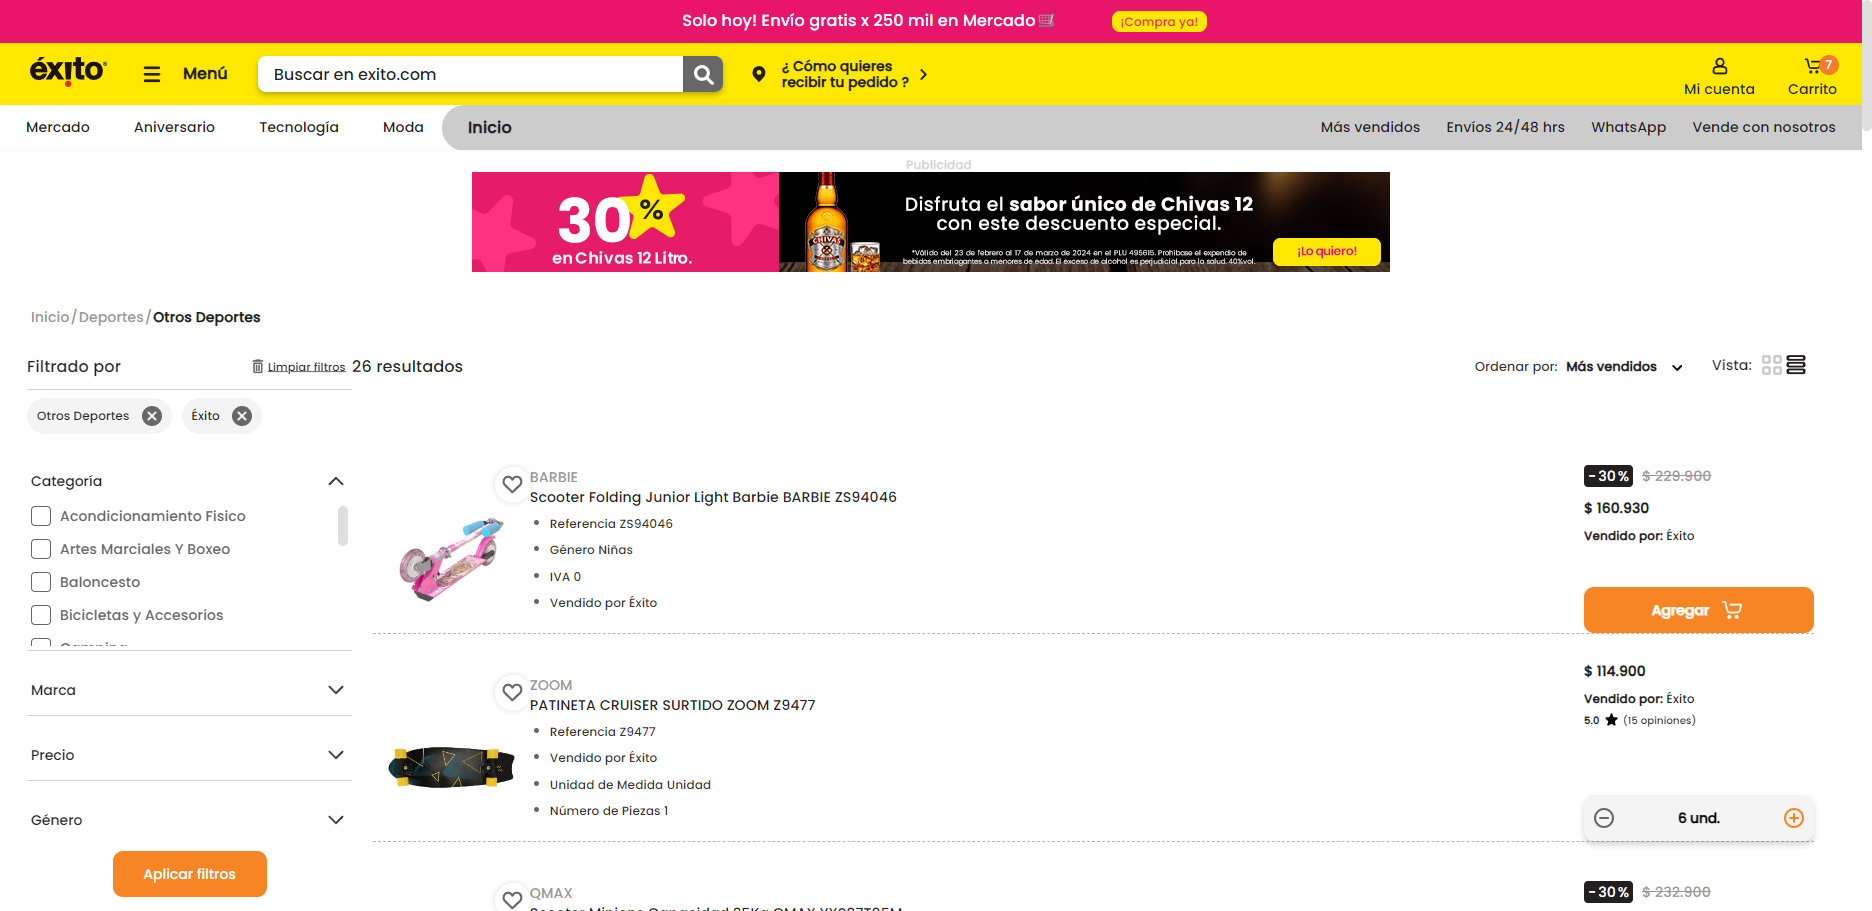 Solo hoy! Envío gratis x 250 mil en Mercado
¡Compra ya!
éxito
Menú
Buscar en exito.com
¿ Cómo quieres
recibir tu pedido ?
Mi cuenta
7
Carrito
Mercado
Aniversario
Tecnología
Moda
Inicio
Más vendidos
Envíos 24/48 hrs
WhatsApp
Vende con nosotros
Publicidad
30%
en Chivas 12 Litro.
CHIVAS
Disfruta el sabor único de Chivas 12
con este descuento especial.
*Válido del 23 de febrero al 17 de marzo de 2024 en el PLU 495615. Prohíbase el expendio de
bebidas embriagantes a menores de edad. El exceso de alcohol es perjudicial para la salud. 40%vol.
¡Lo quiero!
Inicio/Deportes/Otros Deportes
Filtrado por
Limpiar filtros
26 resultados
Ordenar por: Más vendidos
Vista:
Otros Deportes
Éxito
Categoría
Acondicionamiento Fisico
Artes Marciales Y Boxeo
Baloncesto
Bicicletas y Accesorios
Marca
Precio
Género
Aplicar filtros
BARBIE
Scooter Folding Junior Light Barbie BARBIE ZS94046
Referencia ZS94046
Género Niñas
IVA 0
Vendido por Éxito
-30% $ 229.900
$ 160.930
Vendido por: Éxito
Agregar
ZOOM
PATINETA CRUISER SURTIDO ZOOM Z9477
Referencia Z9477
Vendido por Éxito
Unidad de Medida Unidad
Número de Piezas 1
$ 114.900
Vendido por: Éxito
5.0 (15 opiniones)
6 und.
QMAX
-30% $ 232.900